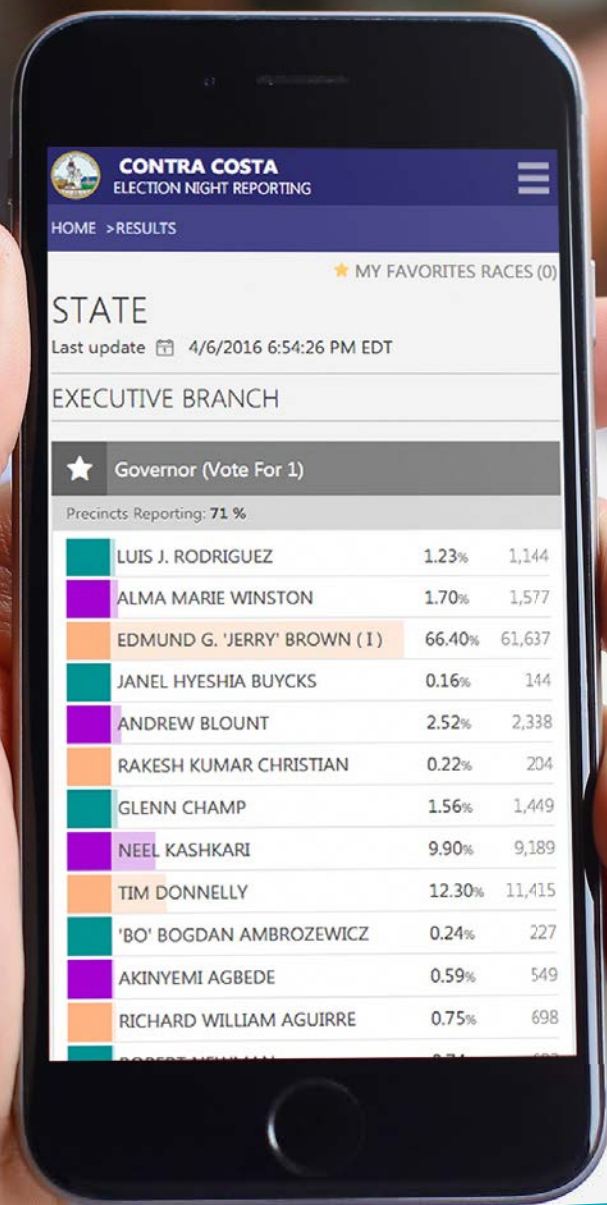 CONTRA COSTA
ELECTION NIGHT REPORTING
HOME >RESULTS
MY FAVORITES RACES (0)
STATE
Last update 4/6/2016 6:54:26 PM EDT
EXECUTIVE BRANCH
Governor (Vote For 1)
Precincts Reporting: 71 %
LUIS J. RODRIGUEZ 1.23% 1,144
ALMA MARIE WINSTON 1.70% 1,577
EDMUND G. 'JERRY' BROWN ( I ) 66.40% 61,637
JANEL HYESHIA BUYCKS 0.16% 144
ANDREW BLOUNT 2.52% 2,338
RAKESH KUMAR CHRISTIAN 0.22% 204
GLENN CHAMP 1.56% 1,449
NEEL KASHKARI 9.90% 9,189
TIM DONNELLY 12.30% 11,415
'BO' BOGDAN AMBROZEWICZ 0.24% 227
AKINYEMI AGBEDE 0.59% 549
RICHARD WILLIAM AGUIRRE 0.75% 698